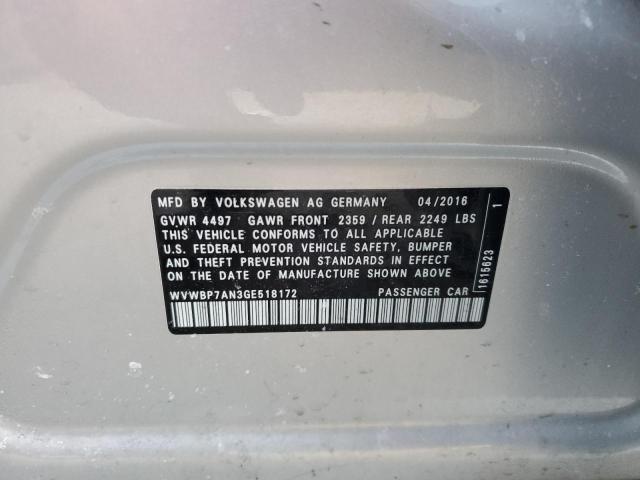 MFD BY VOLKSWAGEN AG GERMANY 04/2016
GVWR 4497 GAWR FRONT 2359 / REAR 2249 LBS
THIS VEHICLE CONFORMS TO ALL APPLICABLE
U.S. FEDERAL MOTOR VEHICLE SAFETY, BUMPER
AND THEFT PREVENTION STANDARDS IN EFFECT
ON THE DATE OF MANUFACTURE SHOWN ABOVE
WVWBP7AN3GE518172 PASSENGER CAR
1615623 1